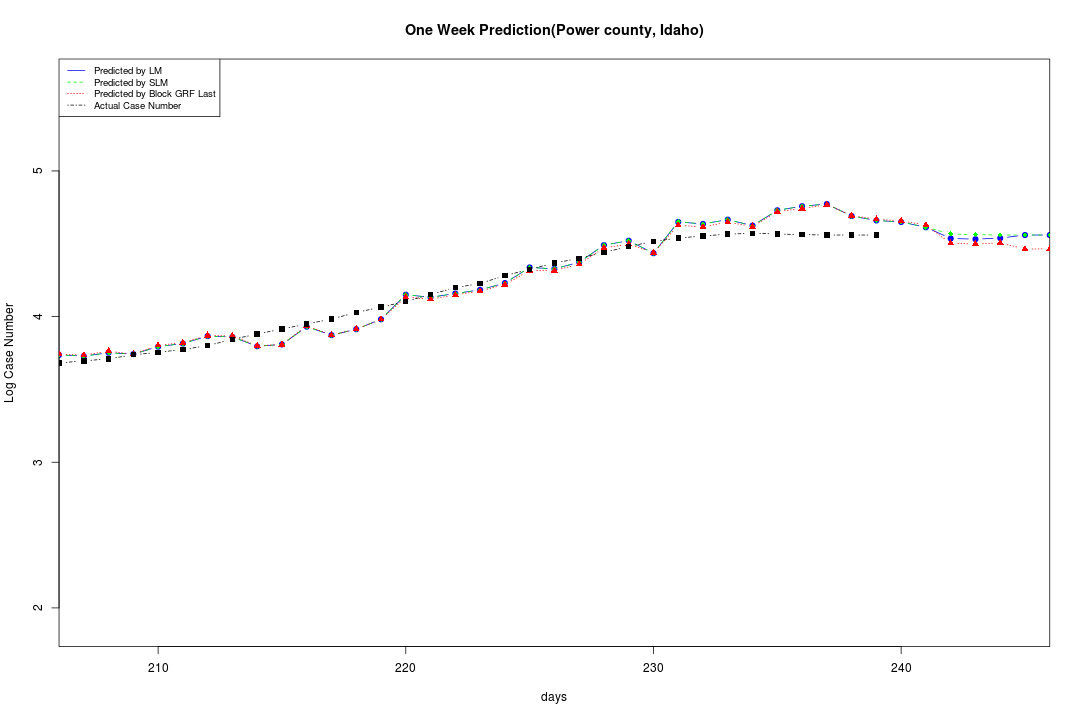 One Week Prediction(Power county, Idaho)
Predicted by LM
Predicted by SLM
Predicted by Block GRF Last
Actual Case Number
5
4
3
2
Log Case Number
210 220 230 240
days